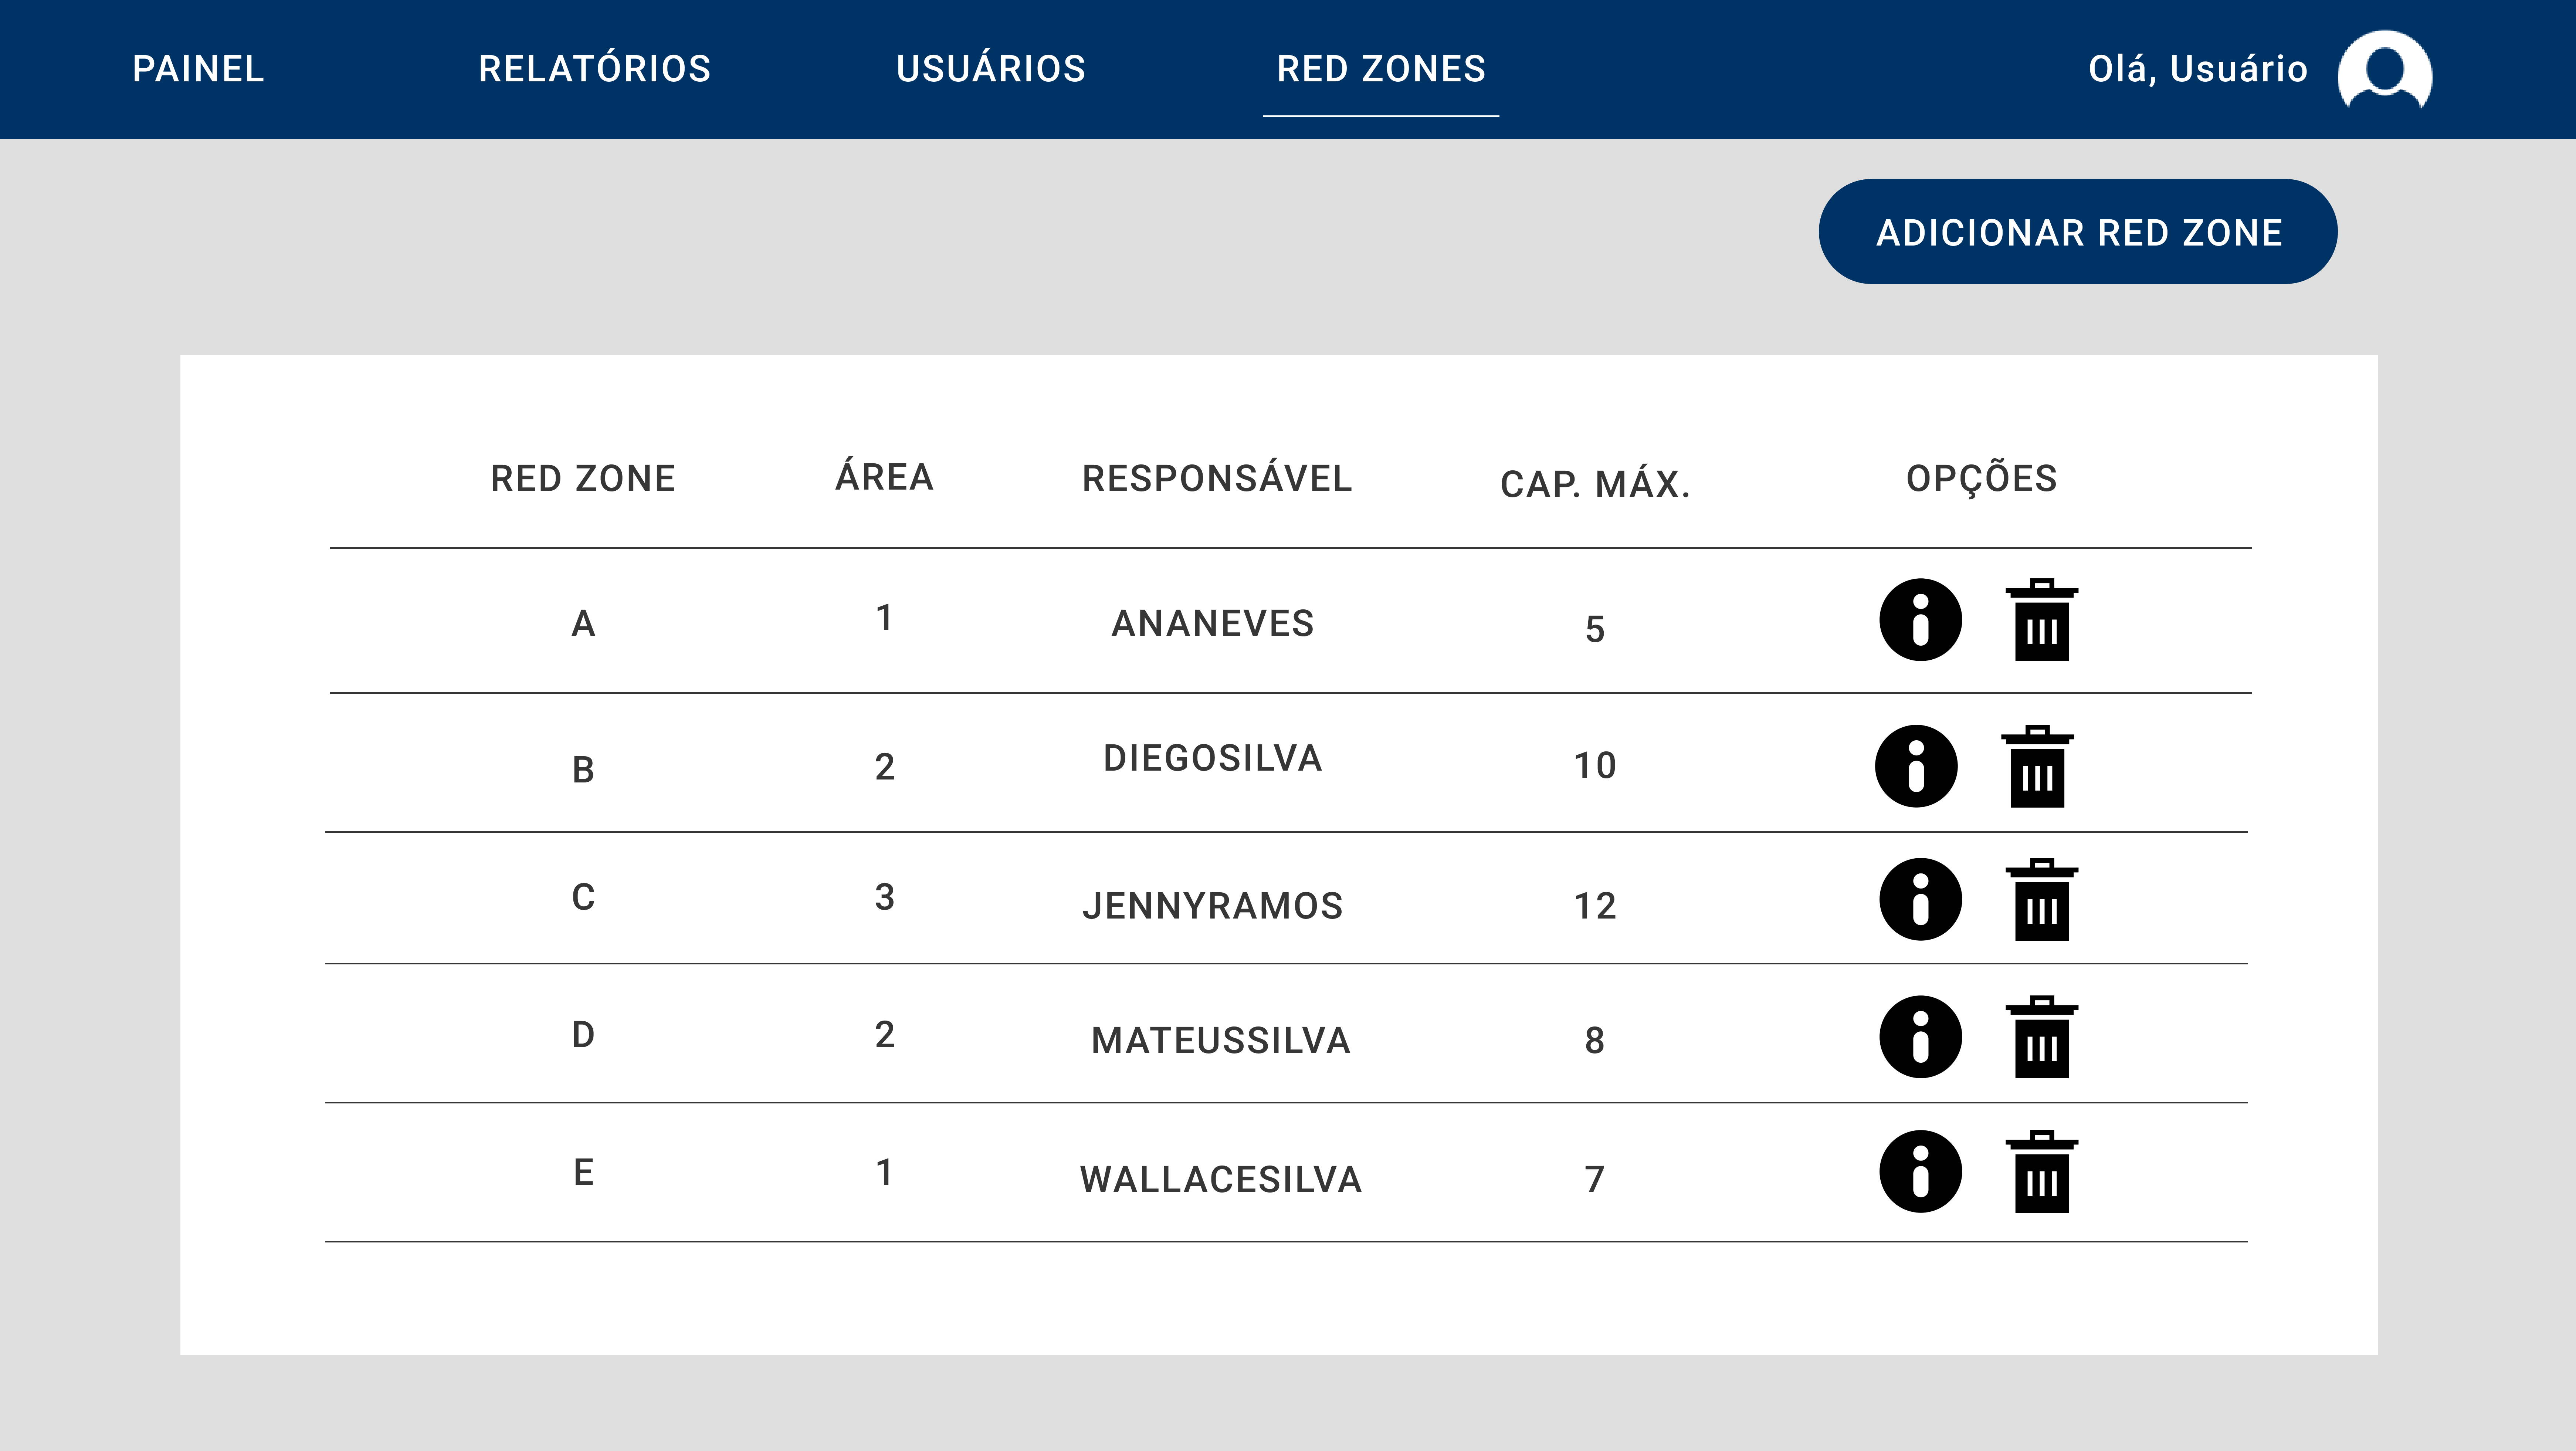 PAINEL RELATÓRIOS USUÁRIOS RED ZONES Olá, Usuário
ADICIONAR RED ZONE
RED ZONE ÁREA RESPONSÁVEL CAP. MÁX. OPÇÕES
A 1 ANANEVES 5
B 2 DIEGOSILVA 10
C 3 JENNYRAMOS 12
D 2 MATEUSSILVA 8
E 1 WALLACESILVA 7